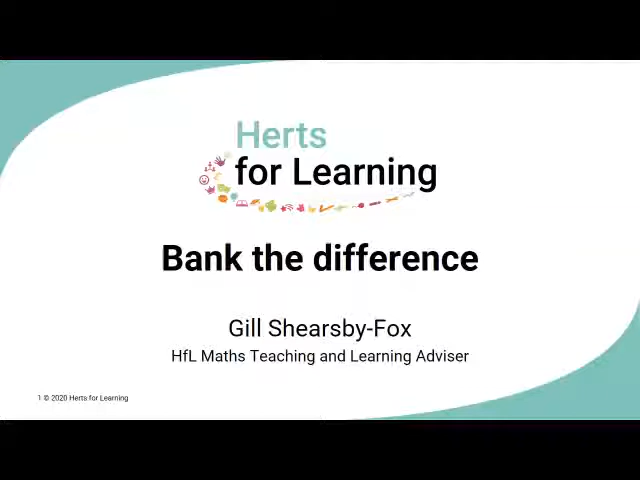 Herts
for Learning
Bank the difference
Gill Shearsby-Fox
HfL Maths Teaching and Learning Adviser
1 © 2020 Herts for Learning